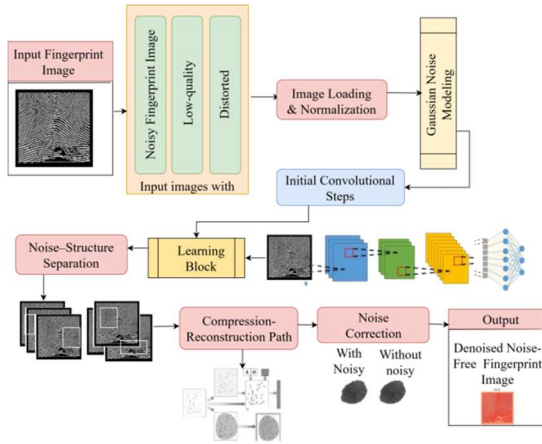 Input Fingerprint
Image
Noisy Fingerprint Image
Low-quality
Distorted
Input images with
Image Loading
& Normalization
Gaussian Noise
Modeling
Initial Convolutional
Steps
Learning
Block
Noise–Structure
Separation
Compression-
Reconstruction Path
Noise
Correction
With
Noisy
Without
noisy
Output
Denoised Noise-
Free Fingerprint
Image